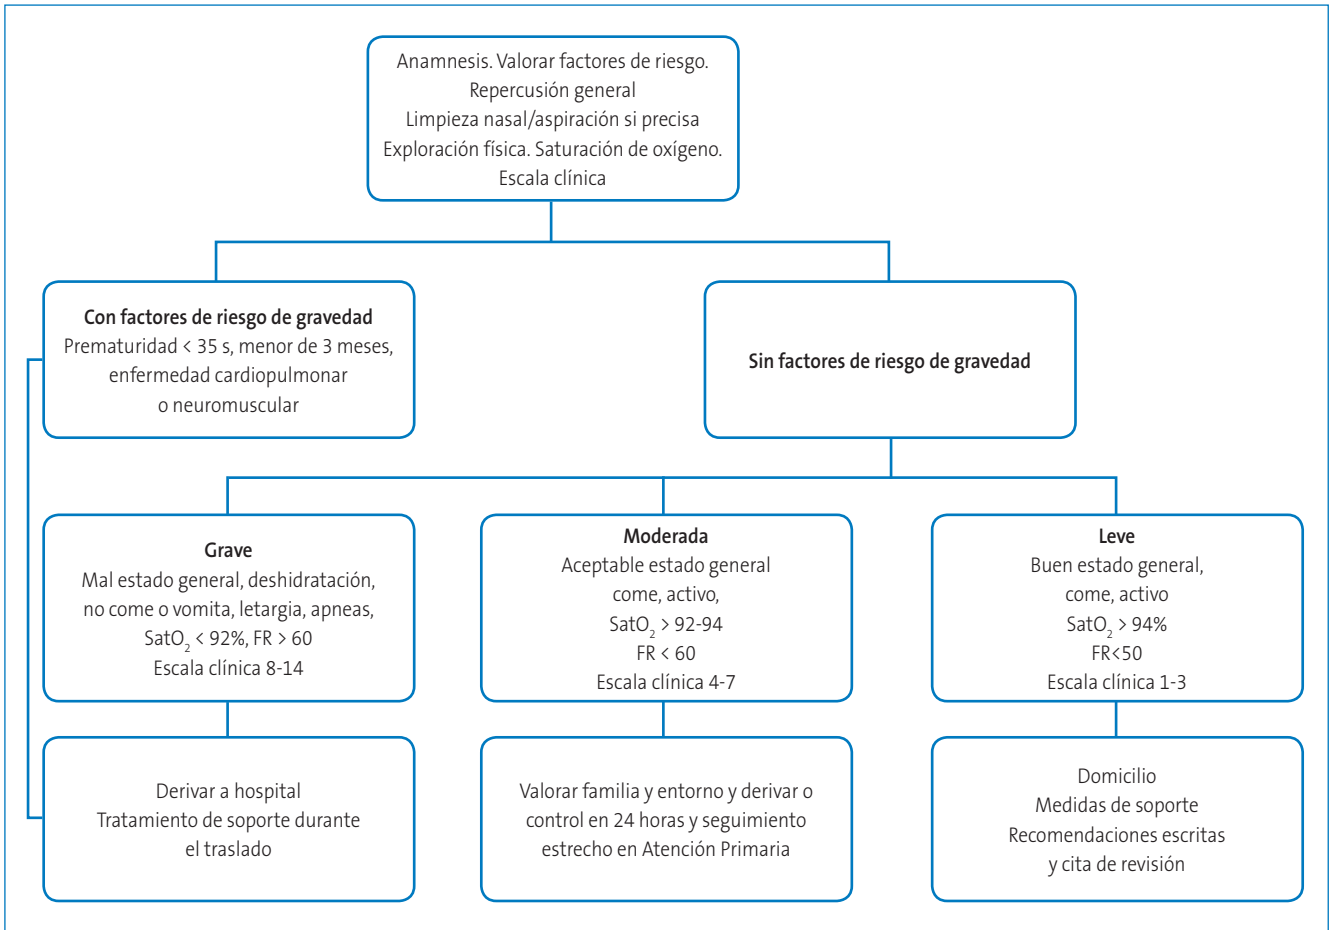 Anamnesis. Valorar factores de riesgo.
Repercusión general
Limpieza nasal/aspiración si precisa
Exploración física. Saturación de oxígeno.
Escala clínica
Con factores de riesgo de gravedad
Prematuridad < 35 s, menor de 3 meses,
enfermedad cardiopulmonar
o neuromuscular
Sin factores de riesgo de gravedad
Grave
Mal estado general, deshidratación,
no come o vomita, letargia, apneas,
SatO₂ < 92%, FR > 60
Escala clínica 8-14
Moderada
Aceptable estado general
come, activo,
SatO₂ > 92-94
FR < 60
Escala clínica 4-7
Leve
Buen estado general,
come, activo
SatO₂ > 94%
FR<50
Escala clínica 1-3
Derivar a hospital
Tratamiento de soporte durante
el traslado
Valorar familia y entorno y derivar o
control en 24 horas y seguimiento
estrecho en Atención Primaria
Domicilio
Medidas de soporte
Recomendaciones escritas
y cita de revisión